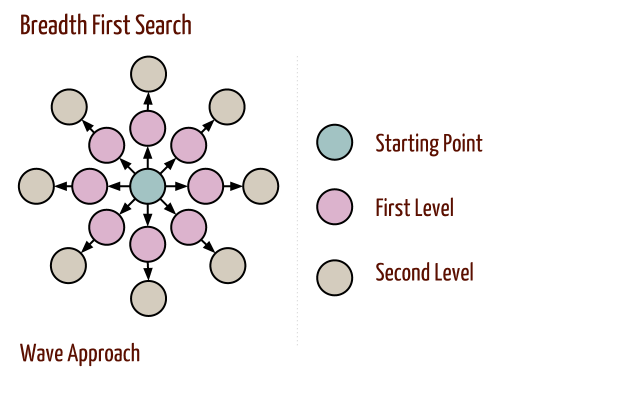 Breadth First Search
Starting Point
First Level
Second Level
Wave Approach